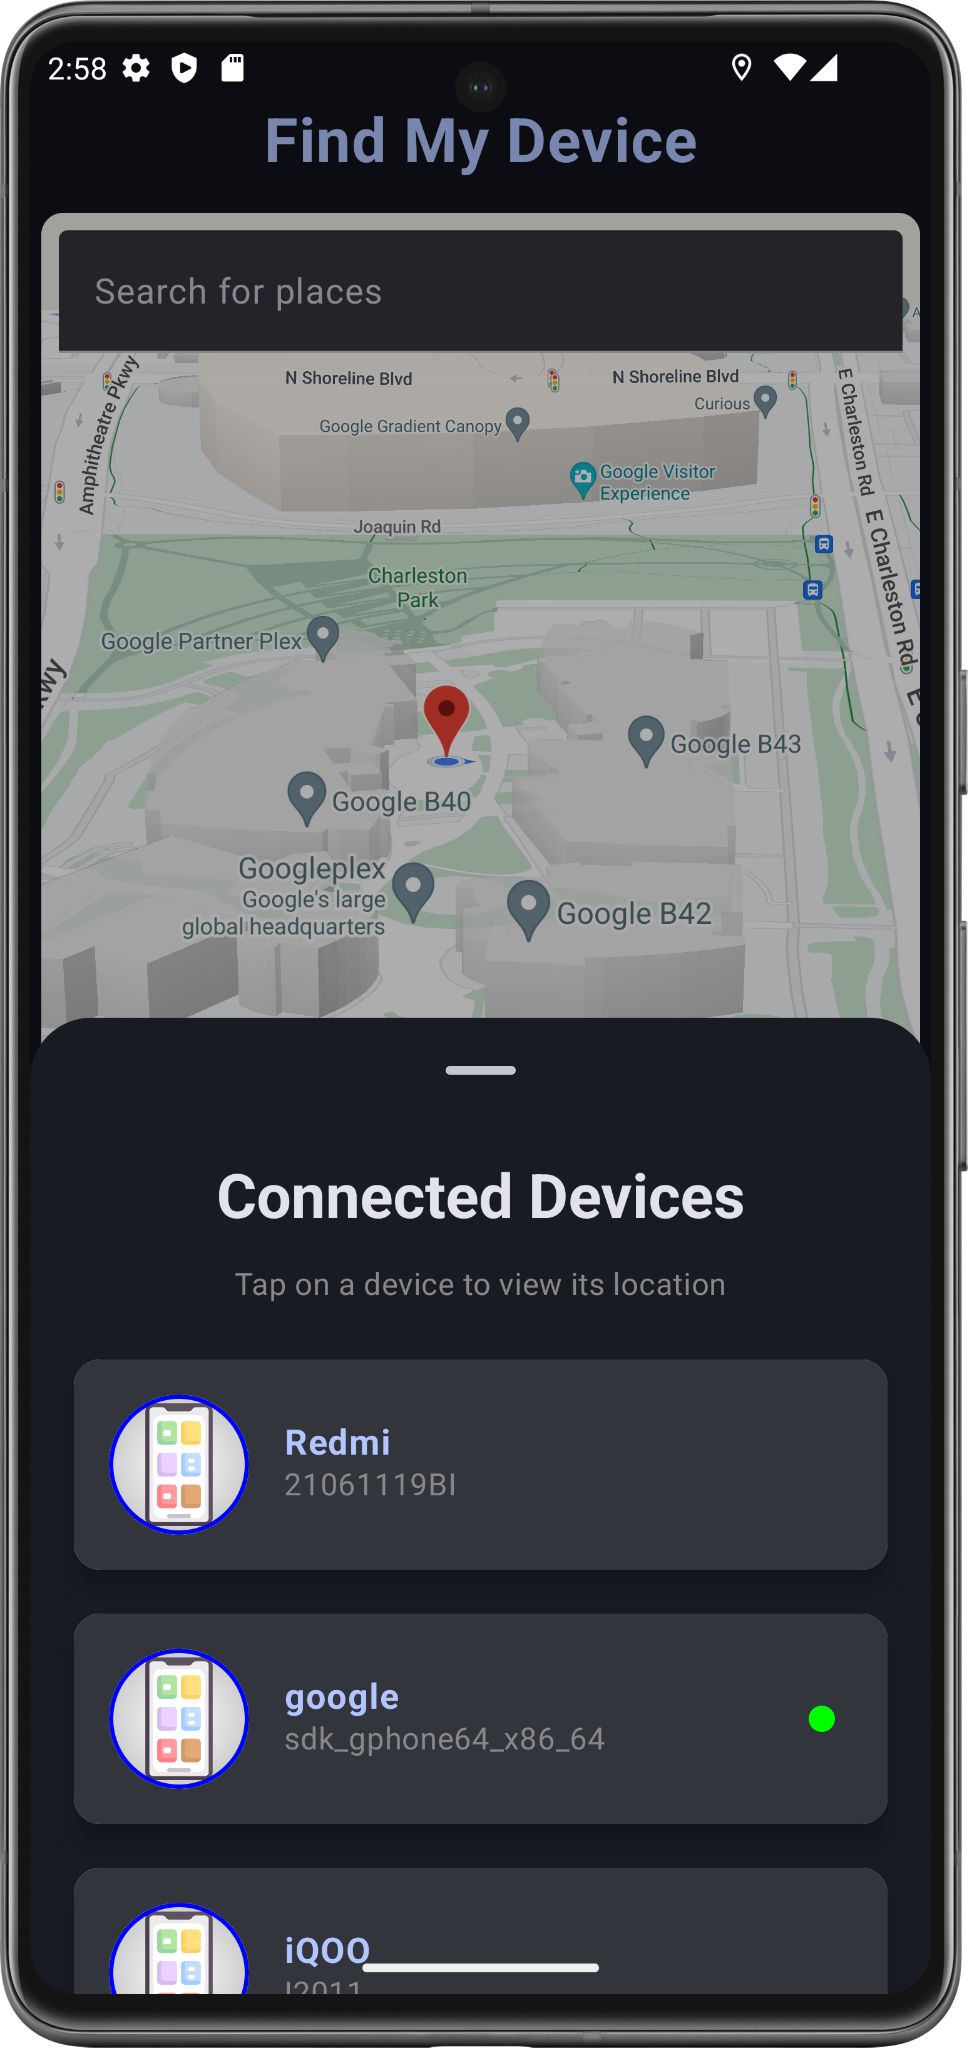 2:58
Find My Device
Search for places
A
Amphitheatre Pkwy
N Shoreline Blvd
N Shoreline Blvd
E Charleston Rd
Curious
Google Gradient Canopy
Google Visitor
Experience
Joaquin Rd
E Charleston Rd
Charleston
Park
Google Partner Plex
Google B43
Google B40
Googleplex
Google's large
global headquarters
Google B42
Connected Devices
Tap on a device to view its location
Redmi
21061119BI
google
sdk_gphone64_x86_64
iQOO
I2011